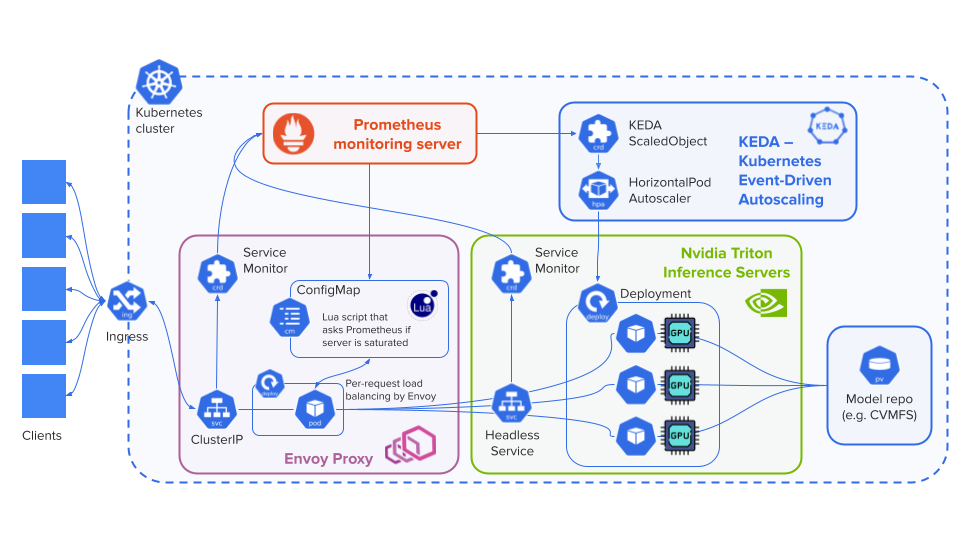 Kubernetes
cluster
Prometheus
monitoring server
crd
KEDA
ScaledObject
hpa
HorizontalPod
Autoscaler
KEDA
KEDA –
Kubernetes
Event-Driven
Autoscaling
Clients
ing
Ingress
crd
Service
Monitor
ConfigMap
cm
Lua
Lua script that
asks Prometheus if
server is saturated
deploy
Per-request load
balancing by Envoy
svc
ClusterIP
pod
Envoy Proxy
crd
Service
Monitor
Nvidia Triton
Inference Servers
deploy
Deployment
GPU
GPU
GPU
svc
Headless
Service
pv
Model repo
(e.g. CVMFS)